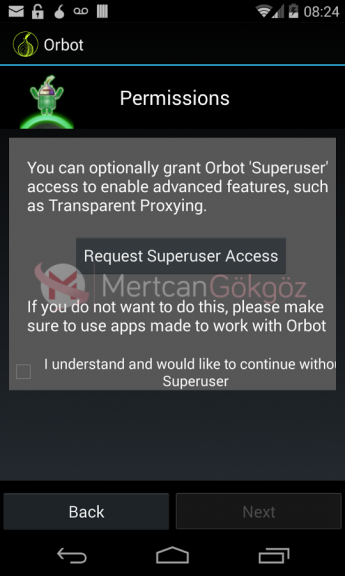 08:24
Orbot
Permissions
You can optionally grant Orbot 'Superuser'
access to enable advanced features, such
as Transparent Proxying.
Request Superuser Access
MertcanGökgöz
If you do not want to do this, please make
sure to use apps made to work with Orbot
I understand and would like to continue withou
Superuser
Back
Next